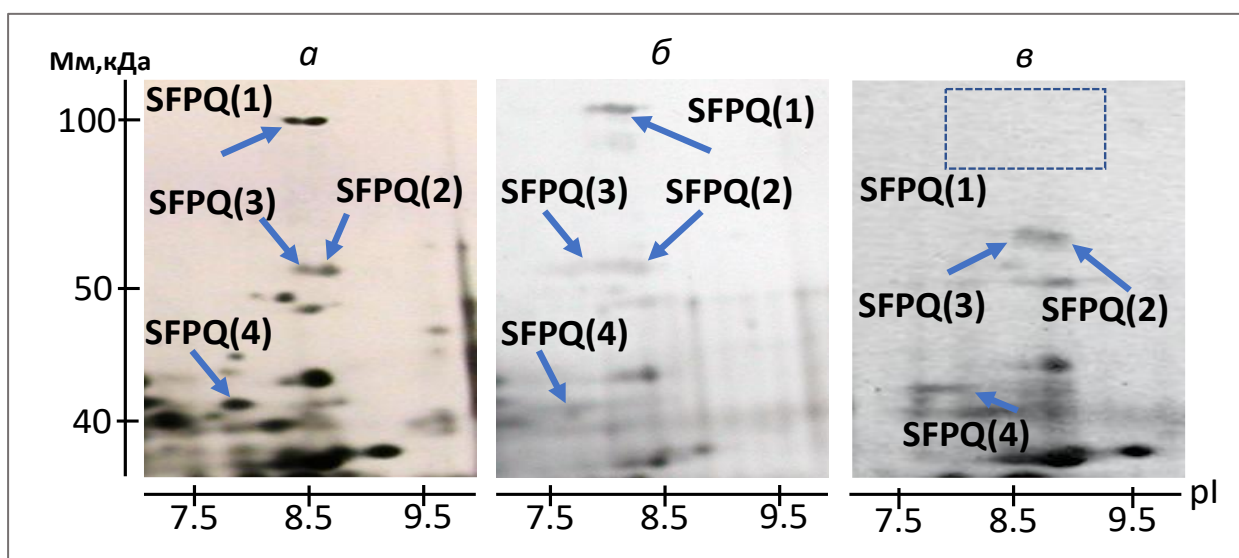 а б в
Мм,кДа
SFPQ(1)
SFPQ(1)
100
SFPQ(3) SFPQ(2)
SFPQ(3) SFPQ(2)
SFPQ(1)
50
SFPQ(3) SFPQ(2)
SFPQ(4)
SFPQ(4)
40
SFPQ(4)
7.5 8.5 9.5 7.5 8.5 9.5 7.5 8.5 9.5 pI